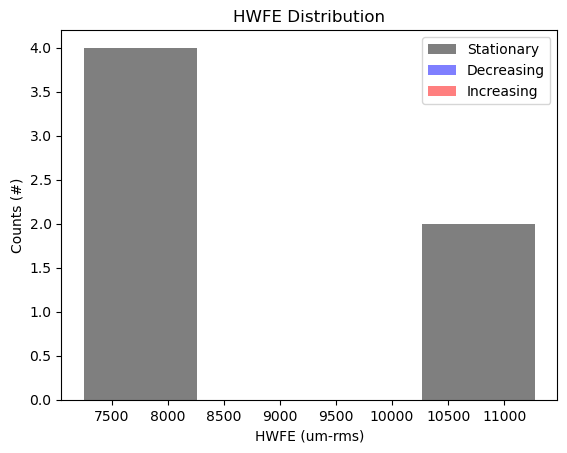 HWFE Distribution
Stationary
Decreasing
Increasing
Counts (#)
4.0
3.5
3.0
2.5
2.0
1.5
1.0
0.5
0.0
7500 8000 8500 9000 9500 10000 10500 11000
HWFE (um-rms)